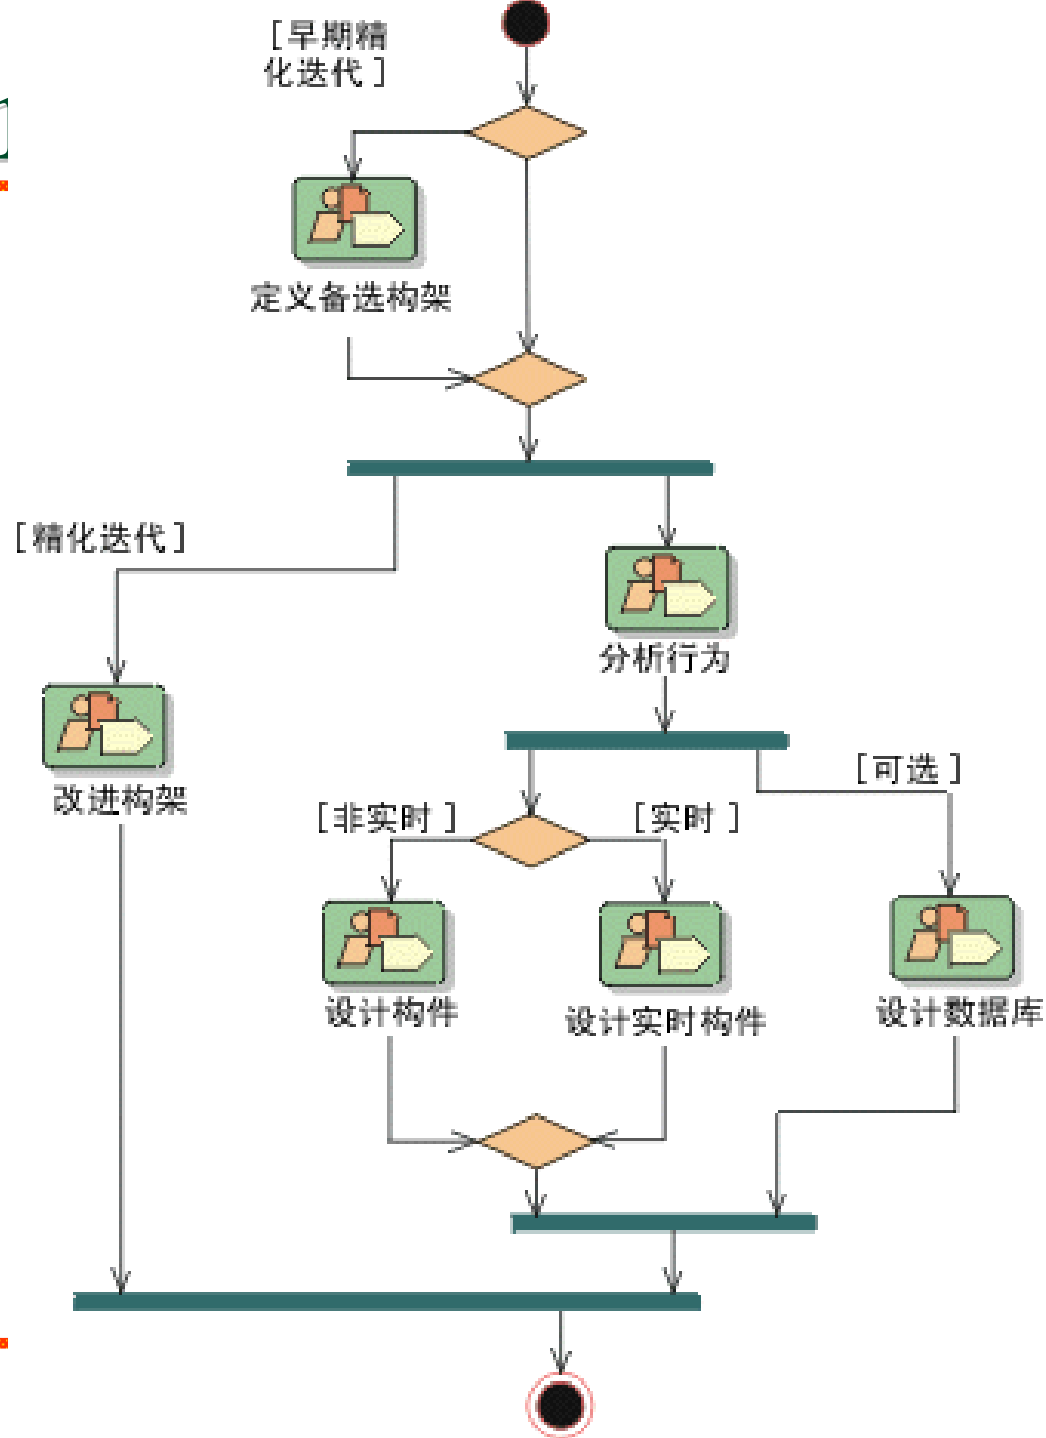 [早期精
化迭代]
定义备选构架
[精化迭代]
分析行为
[可选]
改进构架
[非实时]
[实时]
设计构件
设计实时构件
设计数据库